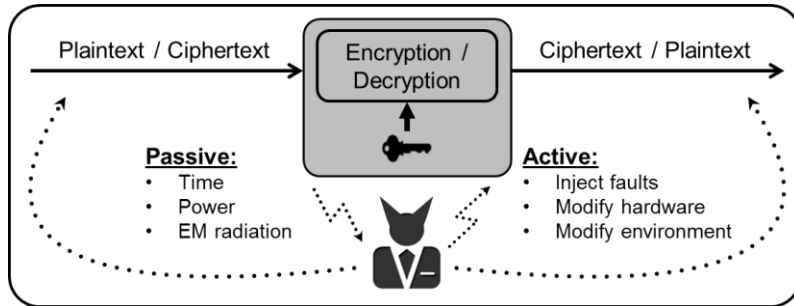 Plaintext / Ciphertext
Encryption /
Decryption
Ciphertext / Plaintext
Passive:
• Time
• Power
• EM radiation
Active:
• Inject faults
• Modify hardware
• Modify environment